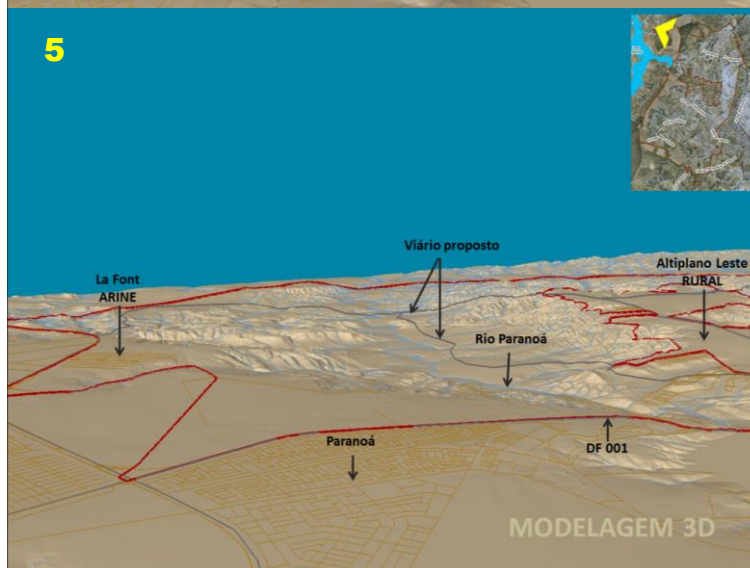 5
Viário proposto
La Font
ARINE
Altiplano Leste
RURAL
Rio Paranoá
Paranoá
DF 001
MODELAGEM 3D